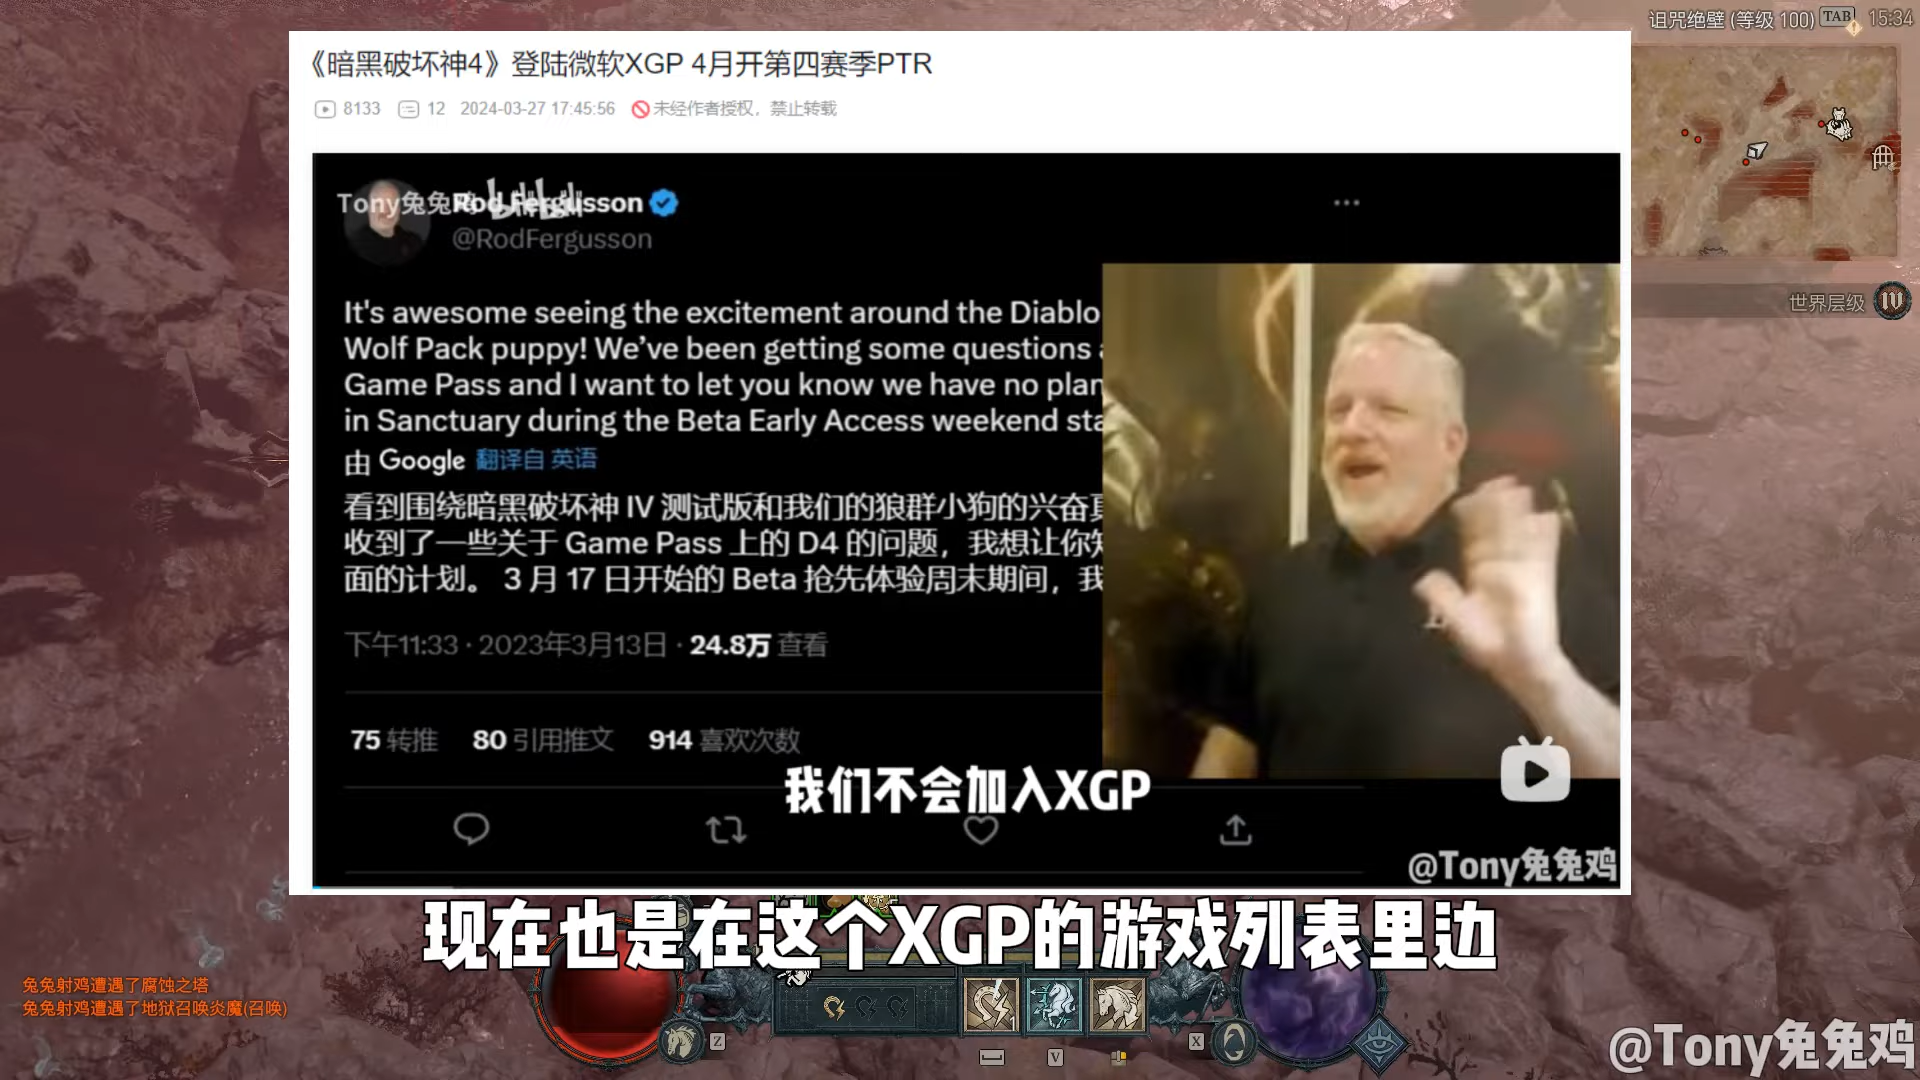 诅咒绝壁 (等级 100) TAB 15:34
《暗黑破坏神4》登陆微软XGP 4月开第四赛季PTR
8133 12 2024-03-27 17:45:56 未经作者授权，禁止转载
Tony兔兔鸡 bilibili
Rod Fergusson
@RodFergusson
世界层级 IV
It's awesome seeing the excitement around the Diablo
Wolf Pack puppy! We've been getting some questions
Game Pass and I want to let you know we have no plan
in Sanctuary during the Beta Early Access weekend sta
由 Google 翻译自 英语
看到围绕暗黑破坏神 IV 测试版和我们的狼群小狗的兴奋真
收到了一些关于 Game Pass 上的 D4 的问题，我想让你知
面的计划。 3 月 17 日开始的 Beta 抢先体验周末期间，我
下午11:33 · 2023年3月13日 · 24.8万 查看
75 转推 80 引用推文 914 喜欢次数
我们不会加入XGP
@Tony兔兔鸡
现在也是在这个XGP的游戏列表里边
兔兔射鸡遭遇了腐蚀之塔
兔兔射鸡遭遇了地狱召唤炎魔(召唤)
1
Z
V
X
@Tony兔兔鸡